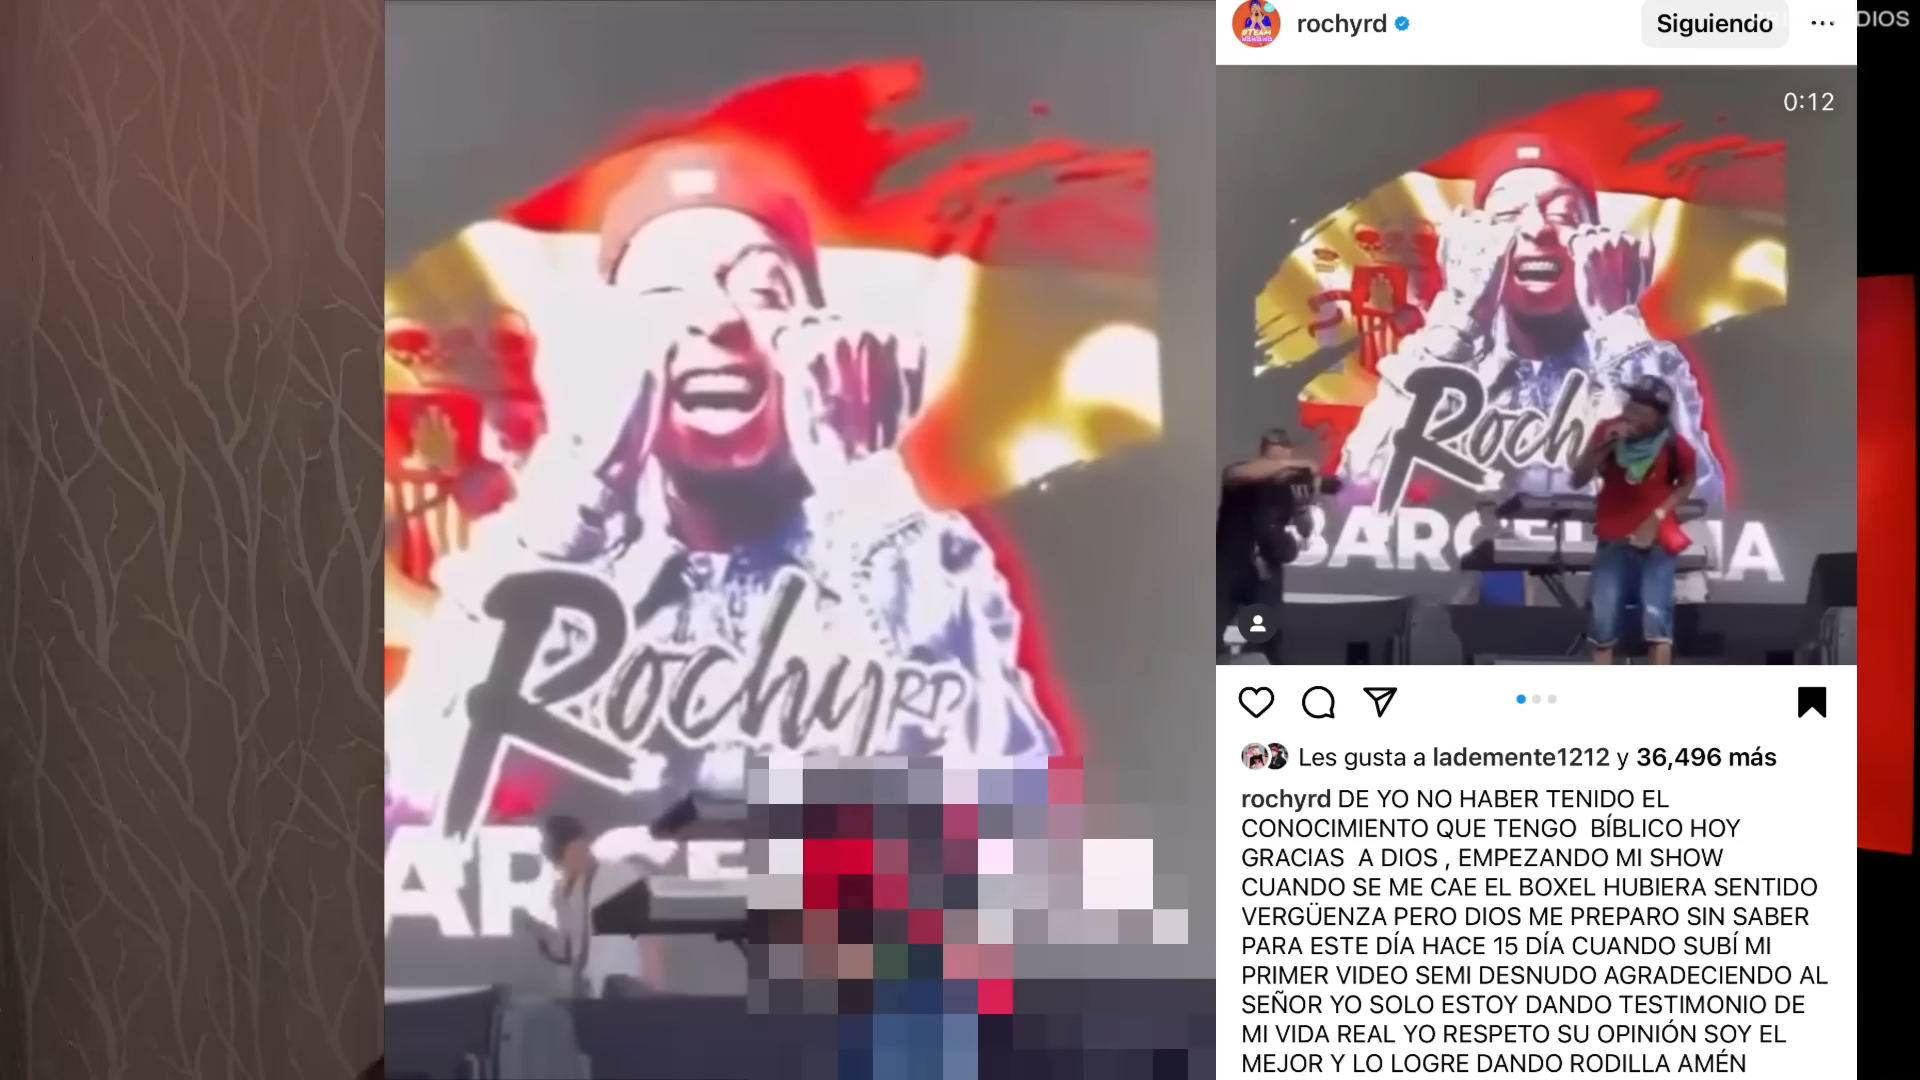 Rochy RD
BARCE
rochyrd
Siguiendo
DIOS
#TEAM
WAWAWA
0:12
Roch
BARCELONA
Les gusta a lademente1212 y 36,496 más
rochyrd DE YO NO HABER TENIDO EL
CONOCIMIENTO QUE TENGO BÍBLICO HOY
GRACIAS A DIOS , EMPEZANDO MI SHOW
CUANDO SE ME CAE EL BOXEL HUBIERA SENTIDO
VERGÜENZA PERO DIOS ME PREPARO SIN SABER
PARA ESTE DÍA HACE 15 DÍA CUANDO SUBÍ MI
PRIMER VIDEO SEMI DESNUDO AGRADECIENDO AL
SEÑOR YO SOLO ESTOY DANDO TESTIMONIO DE
MI VIDA REAL YO RESPETO SU OPINIÓN SOY EL
MEJOR Y LO LOGRE DANDO RODILLA AMÉN